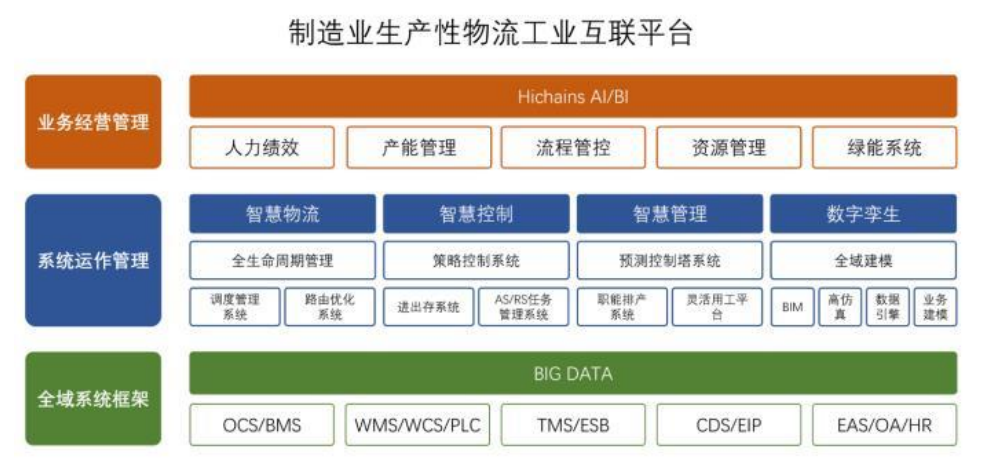 制造业生产性物流工业互联平台
业务经营管理
Hichains AI/BI
人力绩效
产能管理
流程管控
资源管理
绿能系统
系统运作管理
智慧物流
智慧控制
智慧管理
数字孪生
全生命周期管理
策略控制系统
预测控制塔系统
全域建模
调度管理
系统
路由优化
系统
进出存系统
AS/RS任务
管理系统
职能排产
系统
灵活用工平
台
BIM
高仿
真
数据
引擎
业务
建模
全域系统框架
BIG DATA
OCS/BMS
WMS/WCS/PLC
TMS/ESB
CDS/EIP
EAS/OA/HR